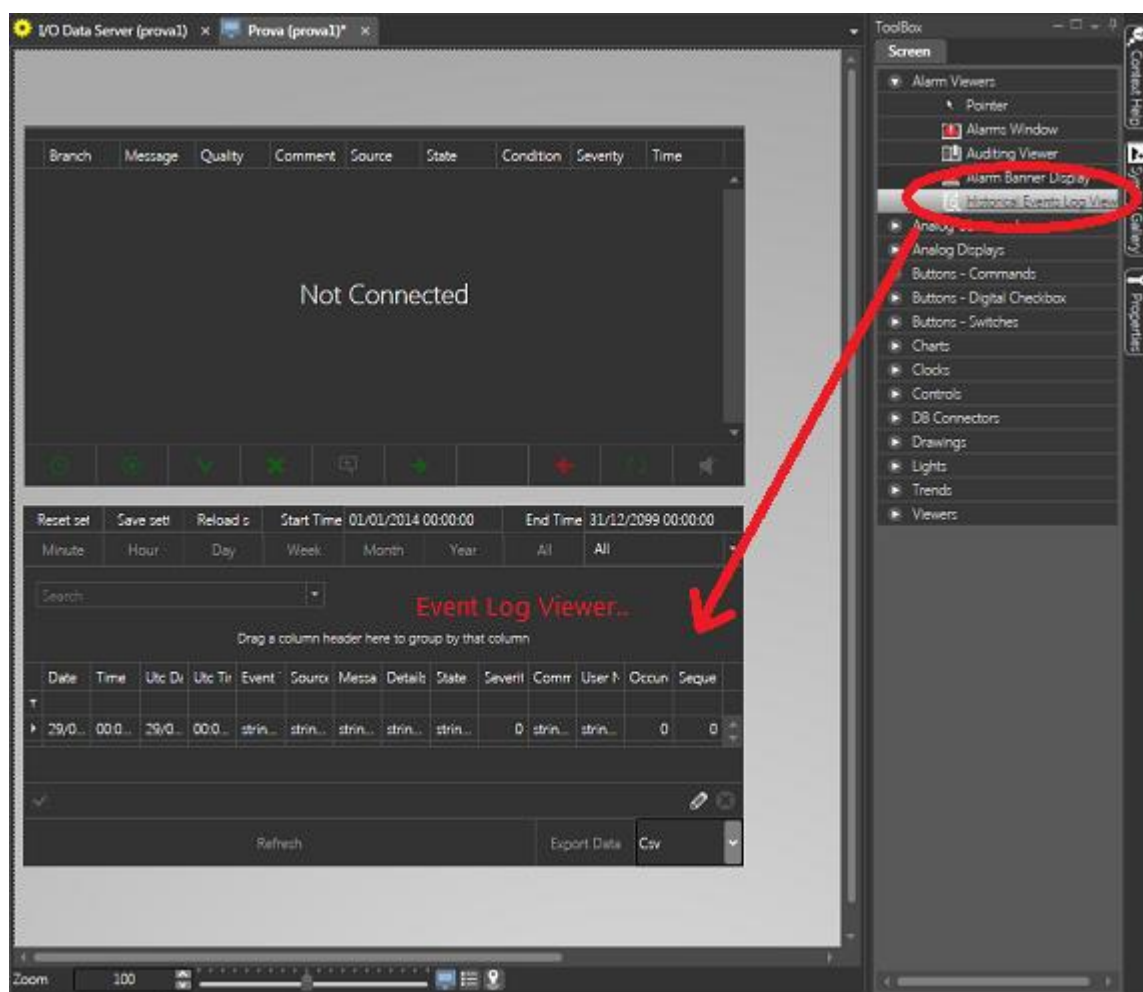 I/O Data Server (prova1) Prova (prova1)*
Branch Message Quality Comment Source State Condition Severity Time
Not Connected
Reset set Save setti Reload s Start Time 01/01/2014 00:00:00 End Time 31/12/2099 00:00:00
Minute Hour Day Week Month Year All All
Search
Event Log Viewer..
Drag a column header here to group by that column
Date Time Utc Da Utc Tir Event Source Messa Details State Severit Comm User N Occurr Seque
29/0... 00:0... 29/0... 00:0... strin... strin... strin... strin... strin... 0 strin... strin... 0 0
Refresh Export Data Csv
Zoom 100
ToolBox
Screen
Alarm Viewers
Pointer
Alarms Window
Auditing Viewer
Alarm Banner Display
Historical Events Log View
Analog
Analog Displays
Buttons - Commands
Buttons - Digital Checkbox
Buttons - Switches
Charts
Clocks
Controls
DB Connectors
Drawings
Lights
Trends
Viewers
Context Help
Gallery
Properties